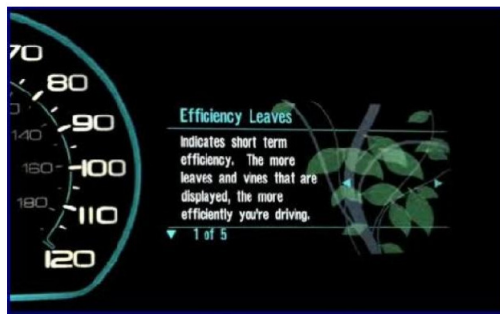 70
80
90
100
110
120
140
160
180
Efficiency Leaves
Indicates short term
efficiency. The more
leaves and vines that are
displayed, the more
efficiently you're driving.
1 of 5